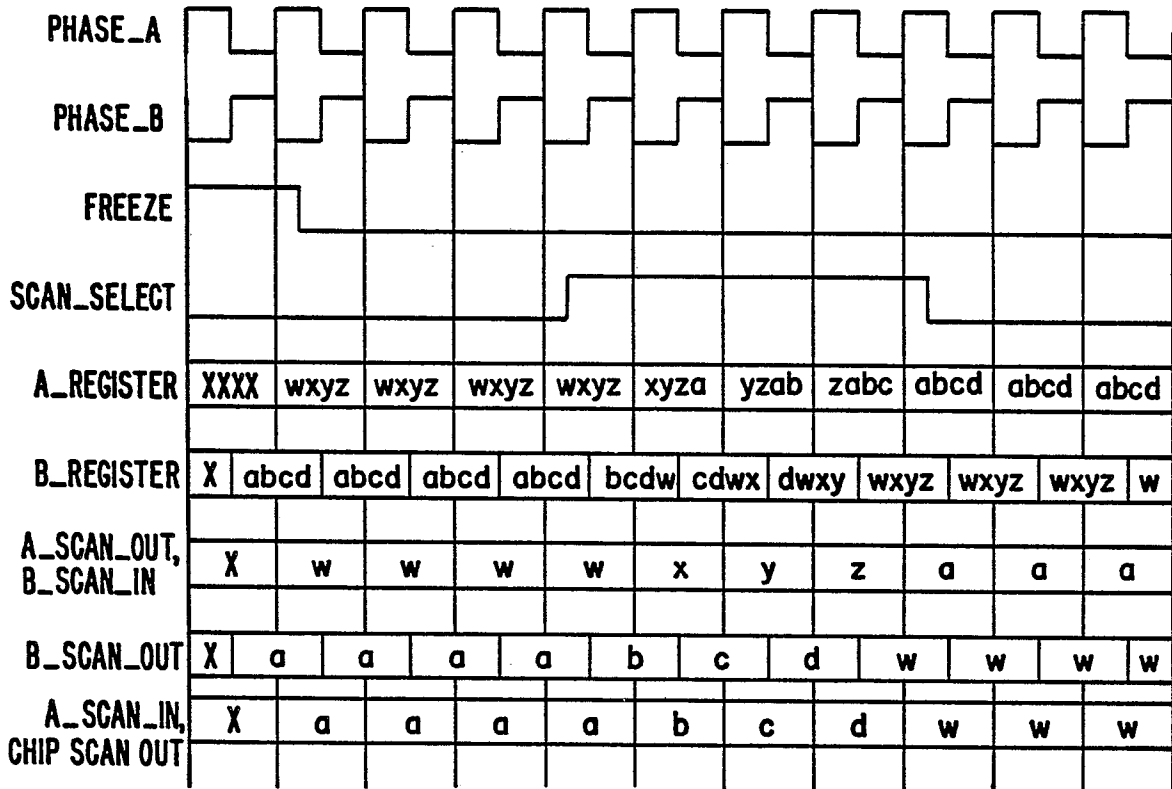 PHASE_A
PHASE_B
FREEZE
SCAN_SELECT
A_REGISTER XXXX wxyz wxyz wxyz wxyz xyza yzab zabc abcd abcd abcd
B_REGISTER X abcd abcd abcd abcd bcdw cdwx dwxy wxyz wxyz wxyz w
A_SCAN_OUT,
B_SCAN_IN X w w w w x y z a a a
B_SCAN_OUT X a a a a b c d w w w w
A_SCAN_IN,
CHIP SCAN OUT X a a a a b c d w w w